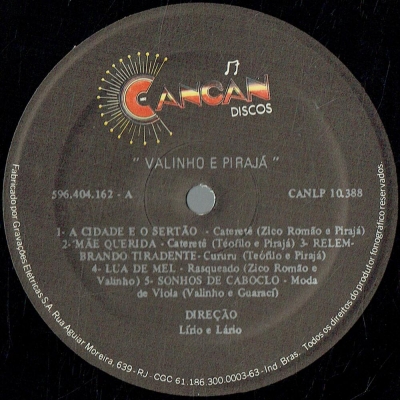 CANCAN
DISCOS
" VALINHO E PIRAJÁ "
596.404.162 - A
CANLP 10.388
1- A CIDADE E O SERTÃO - Catereté (Zico Romão e Pirajá)
2- MÃE QUERIDA - Catereté (Teófilo e Pirajá) 3- RELEM-
BRANDO TIRADENTE - Cururu (Teófilo e Pirajá)
4- LUA DE MEL - Rasqueado (Zico Romão e
Valinho) 5- SONHOS DE CABOCLO - Moda
de Viola (Valinho e Guaraci)
DIREÇÃO
Lírio e Lário
Fabricado por Gravações Elétricas S.A. Rua Aguiar Moreira, 639 - RJ - CGC 61.186.300.0003-63 - Ind. Bras. Todos os direitos do produtor fonográfico reservados.